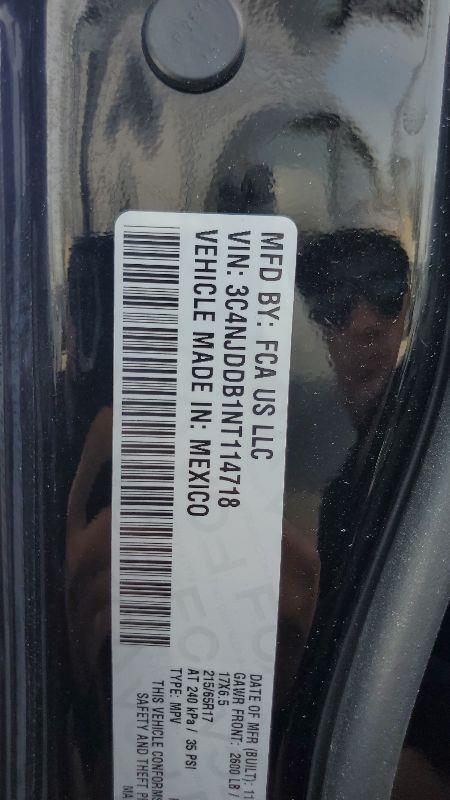 MFD BY: FCA US LLC
VIN: 3C4NJDDB1NT114718
VEHICLE MADE IN: MEXICO
DATE OF MFR (BUILT): 11
GAWR FRONT: 2600 LB /
17X6.5
215/65R17
AT 240 kPa / 35 PSI
TYPE: MPV
THIS VEHICLE CONFORMS
SAFETY AND THEFT P